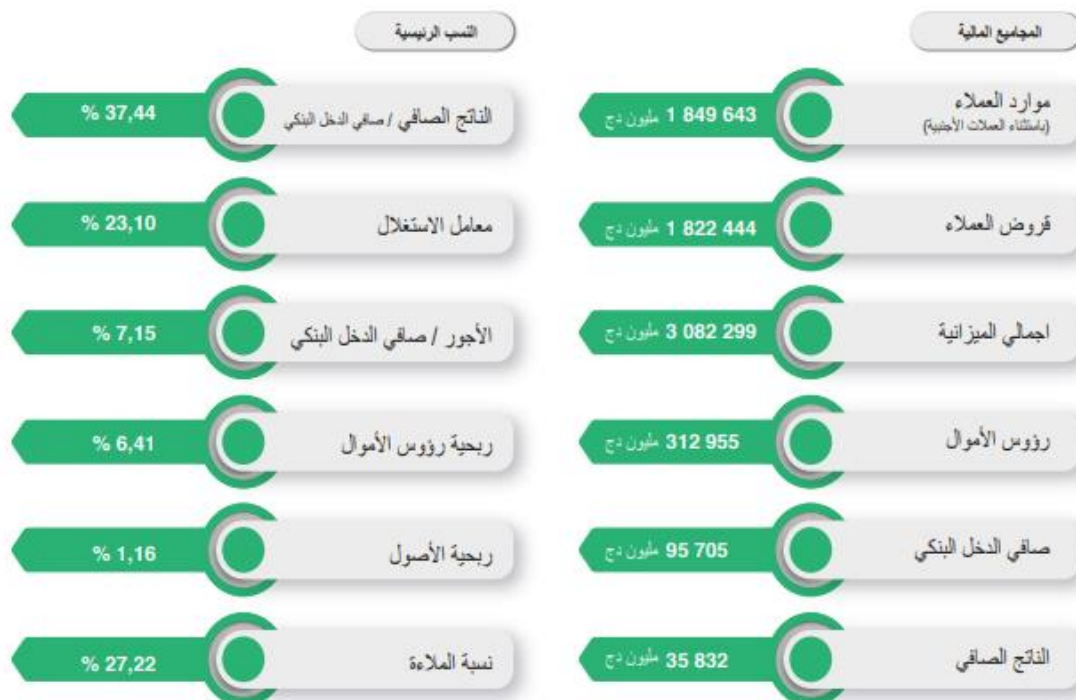 المجاميع المالية
موارد العملاء
(باستثناء العملات الأجنبية)
1 849 643 مليون دج
قروض العملاء
1 822 444 مليون دج
اجمالي الميزانية
3 082 299 مليون دج
رؤوس الأموال
312 955 مليون دج
صافي الدخل البنكي
95 705 مليون دج
الناتج الصافي
35 832 مليون دج
النسب الرئيسية
الناتج الصافي / صافي الدخل البنكي
37,44 %
معامل الاستغلال
23,10 %
الأجور / صافي الدخل البنكي
7,15 %
ربحية رؤوس الأموال
6,41 %
ربحية الأصول
1,16 %
نسبة الملاءة
27,22 %